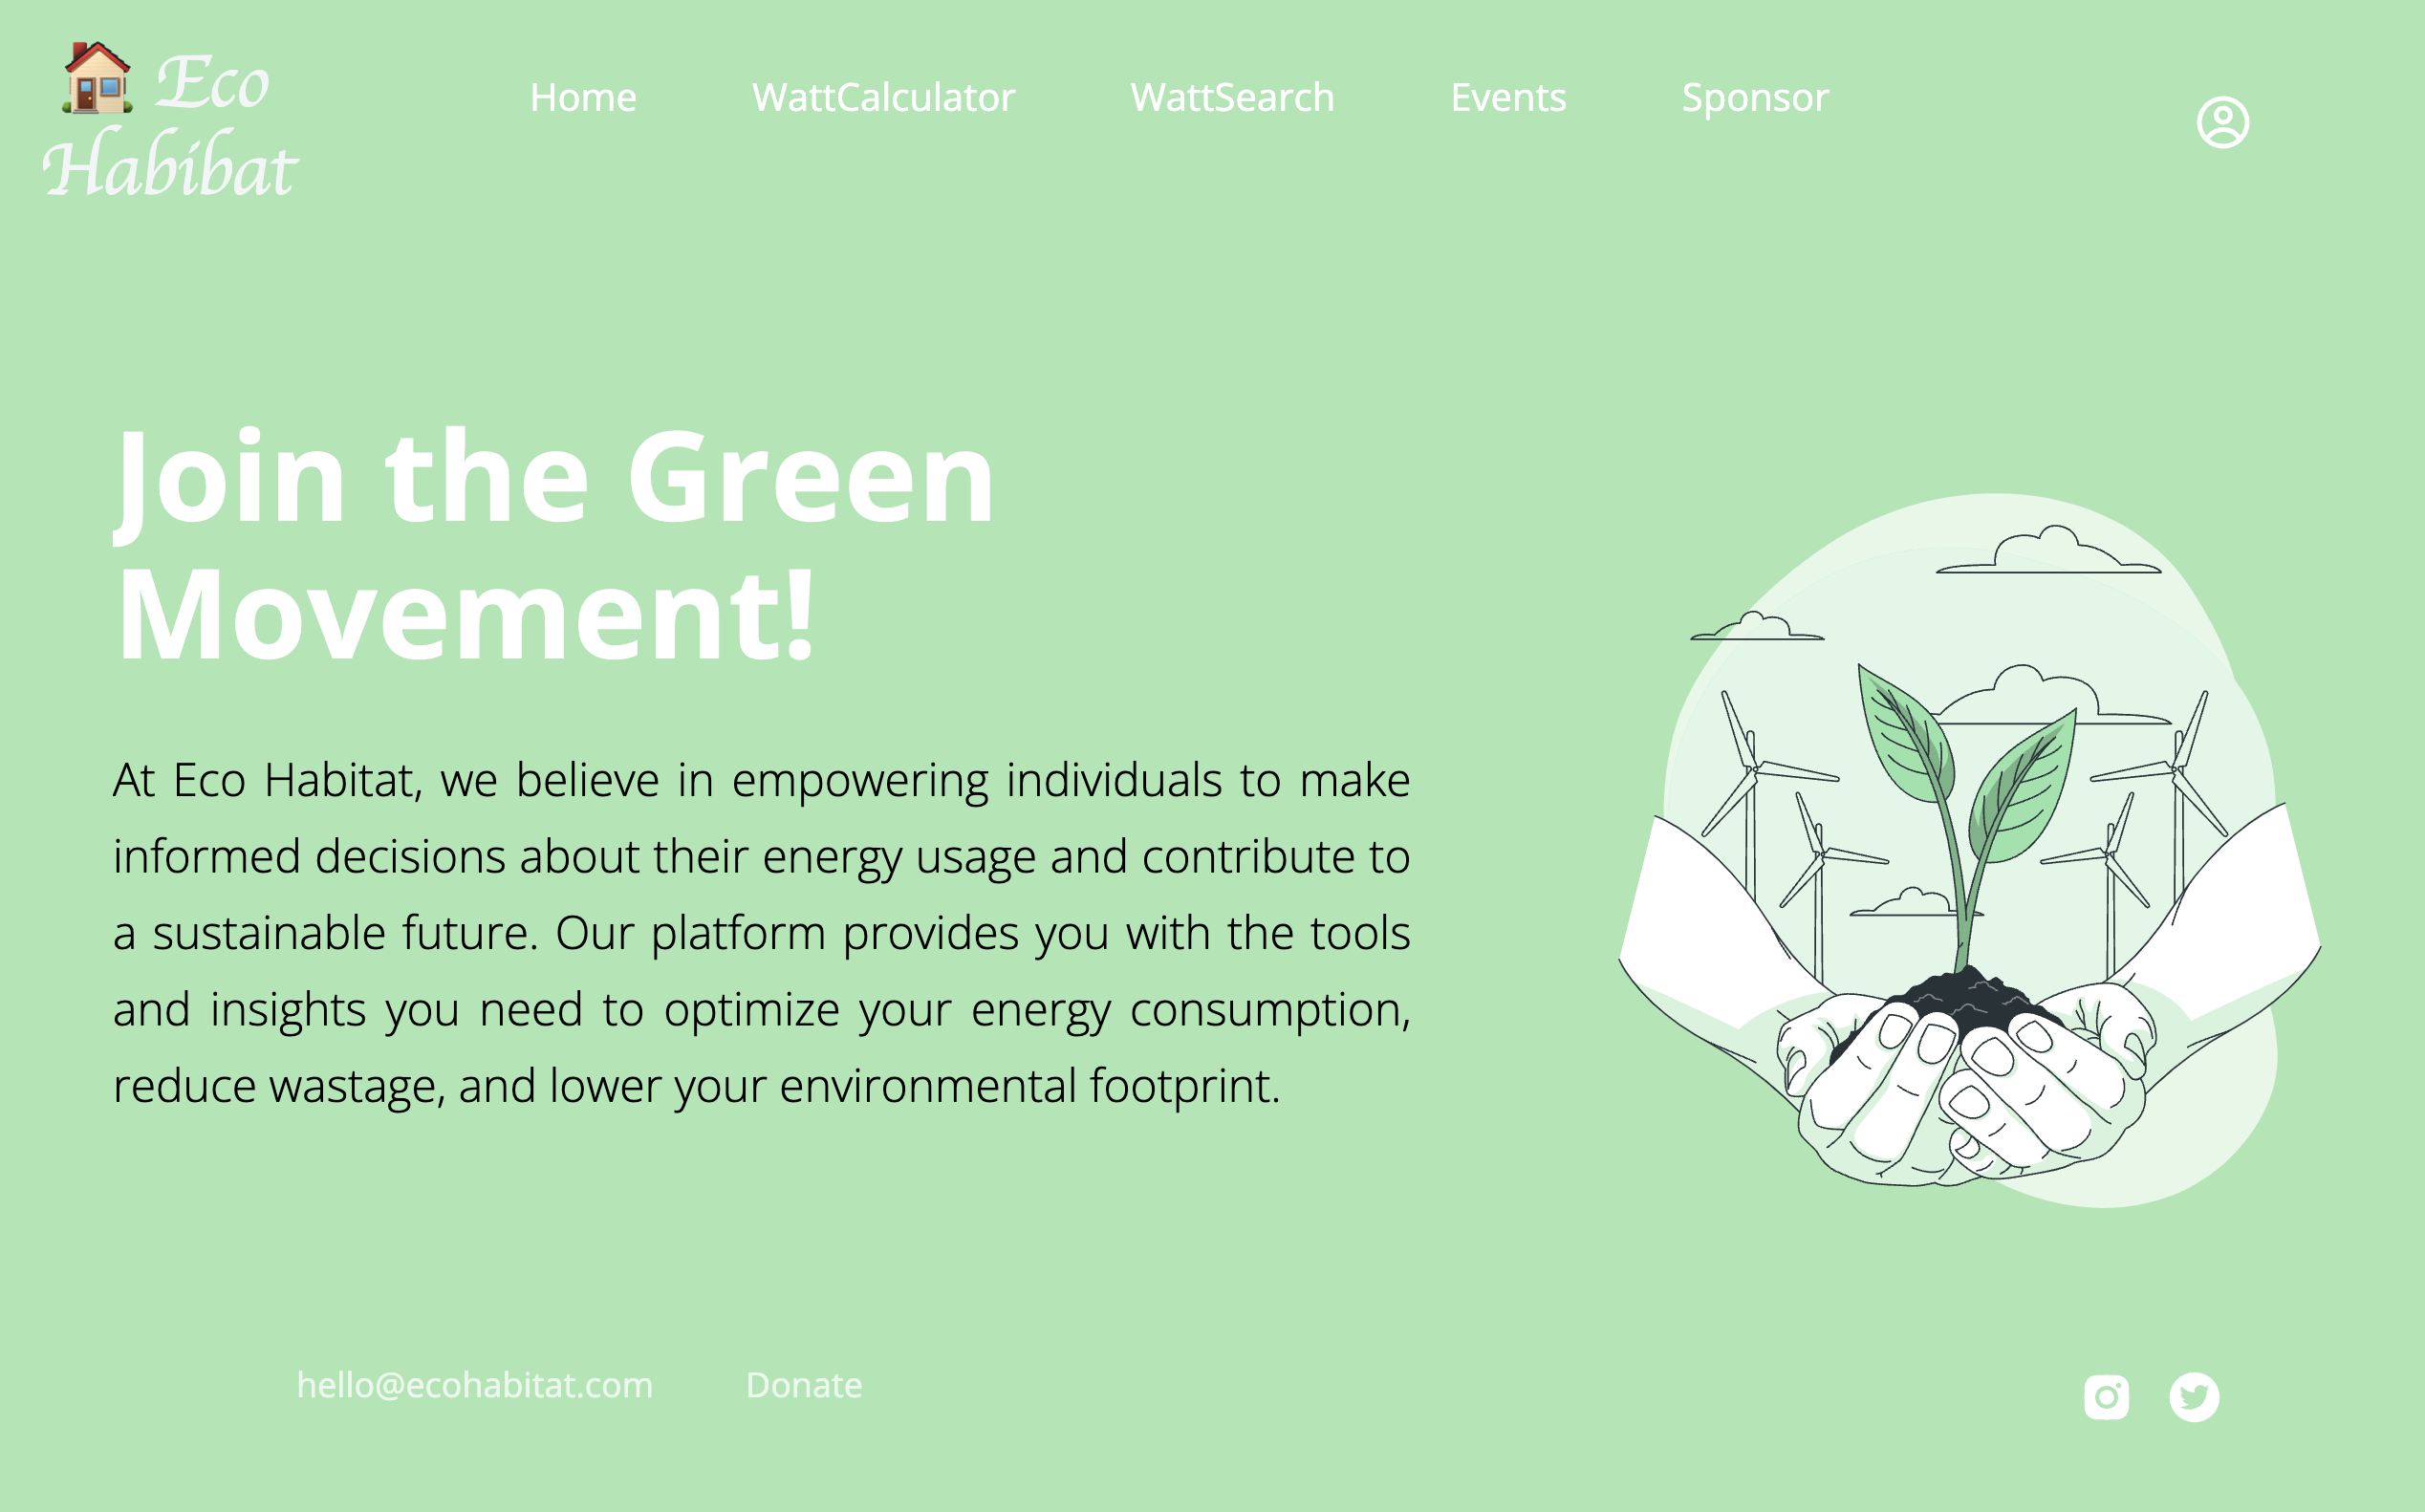 Eco
Habibat
Home WattCalculator WattSearch Events Sponsor
Join the Green
Movement!
At Eco Habitat, we believe in empowering individuals to make
informed decisions about their energy usage and contribute to
a sustainable future. Our platform provides you with the tools
and insights you need to optimize your energy consumption,
reduce wastage, and lower your environmental footprint.
hello@ecohabitat.com Donate